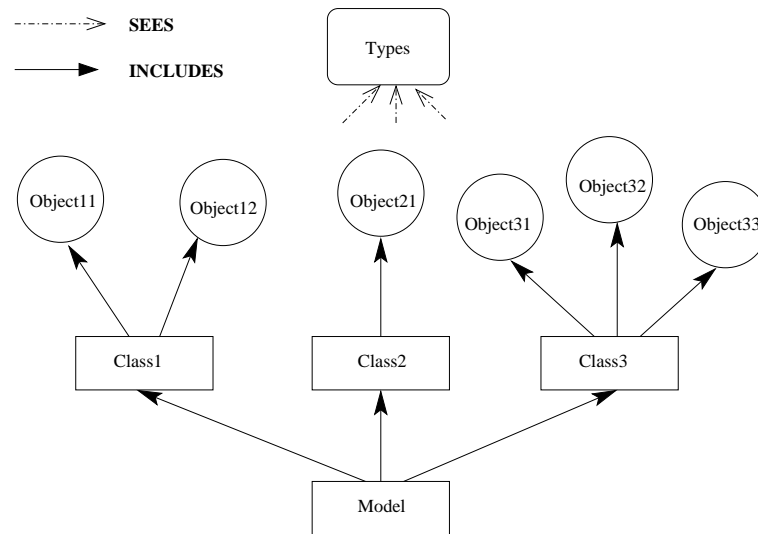 SEES
INCLUDES
Types
Object11
Object12
Object21
Object31
Object32
Object33
Class1
Class2
Class3
Model